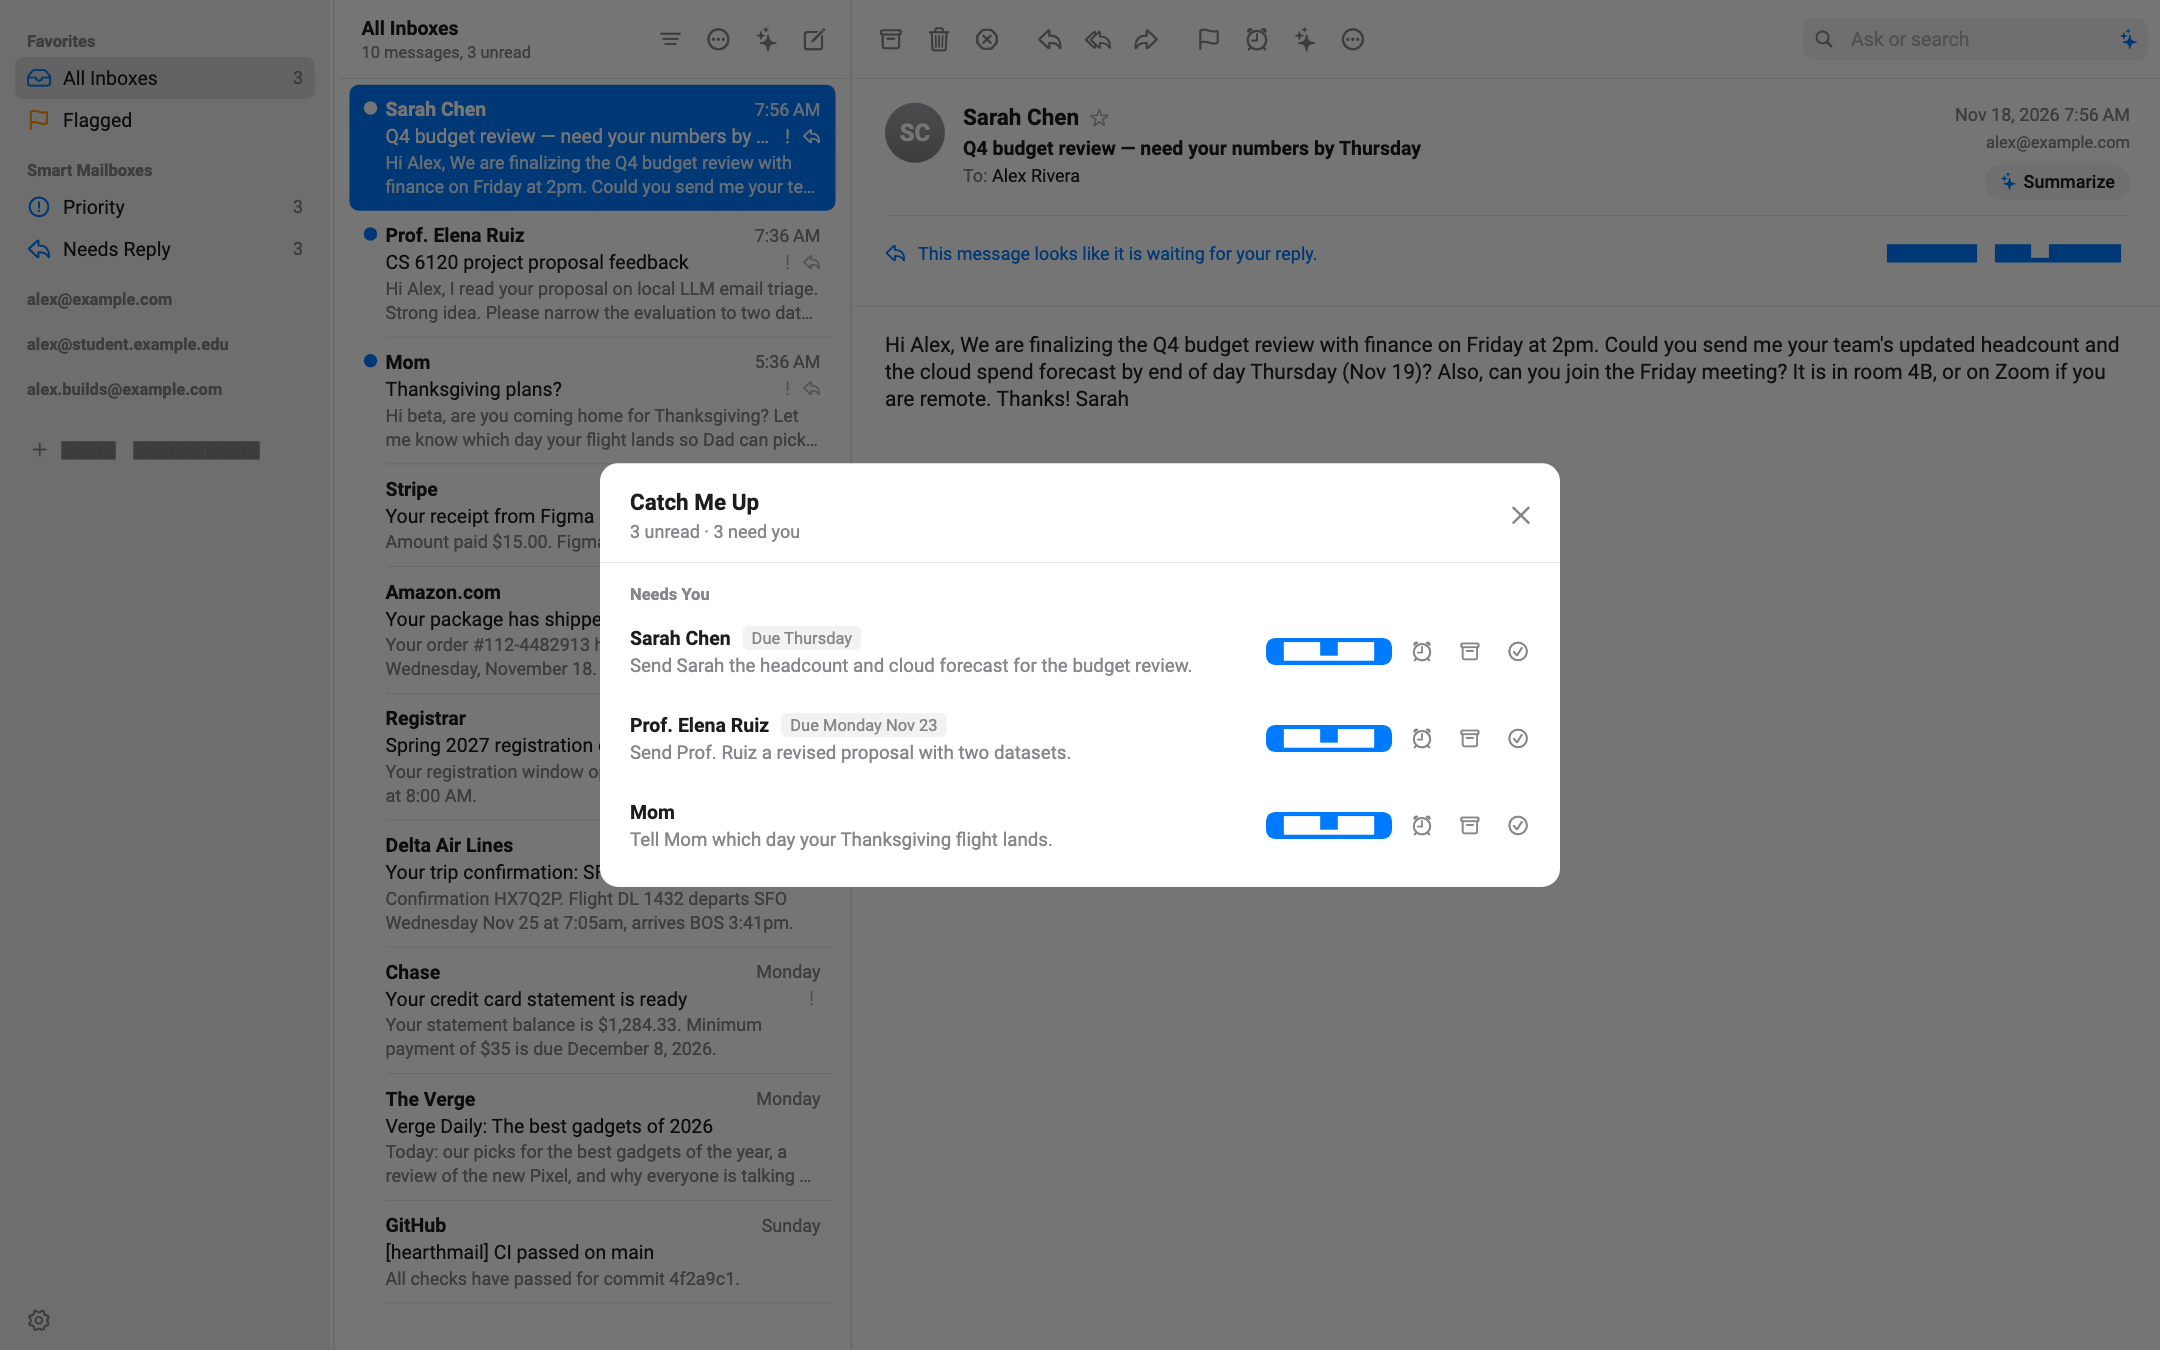 Favorites
All Inboxes
3
Flagged
Smart Mailboxes
Priority
3
Needs Reply
3
alex@example.com
alex@student.example.edu
alex.builds@example.com
All Inboxes
10 messages, 3 unread
Sarah Chen
7:56 AM
Q4 budget review — need your numbers by ...
Hi Alex, We are finalizing the Q4 budget review with
finance on Friday at 2pm. Could you send me your te...
Prof. Elena Ruiz
7:36 AM
CS 6120 project proposal feedback
Hi Alex, I read your proposal on local LLM email triage.
Strong idea. Please narrow the evaluation to two dat...
Mom
5:36 AM
Thanksgiving plans?
Hi beta, are you coming home for Thanksgiving? Let
me know which day your flight lands so Dad can pick...
Stripe
Your receipt from Figma
Amount paid $15.00.
Amazon.com
Your package has
Your order #112-4482913
Wednesday, November 18.
Registrar
Spring 2027 registration
Your registration window
at 8:00 AM.
Delta Air Lines
Your trip confirmation:
Confirmation HX7Q2P. Flight DL 1432 departs SFO
Wednesday Nov 25 at 7:05am, arrives BOS 3:41pm.
Chase
Monday
Your credit card statement is ready
Your statement balance is $1,284.33. Minimum
payment of $35 is due December 8, 2026.
The Verge
Monday
Verge Daily: The best gadgets of 2026
Today: our picks for the best gadgets of the year, a
review of the new Pixel, and why everyone is talking ...
GitHub
Sunday
[hearthmail] CI passed on main
All checks have passed for commit 4f2a9c1.
Ask or search
SC
Sarah Chen
Nov 18, 2026 7:56 AM
Q4 budget review — need your numbers by Thursday
alex@example.com
To: Alex Rivera
Summarize
This message looks like it is waiting for your reply.
Hi Alex, We are finalizing the Q4 budget review with finance on Friday at 2pm. Could you send me your team's updated headcount and
the cloud spend forecast by end of day Thursday (Nov 19)? Also, can you join the Friday meeting? It is in room 4B, or on Zoom if you
are remote. Thanks! Sarah
Catch Me Up
3 unread · 3 need you
Needs You
Sarah Chen
Due Thursday
Send Sarah the headcount and cloud forecast for the budget review.
Prof. Elena Ruiz
Due Monday Nov 23
Send Prof. Ruiz a revised proposal with two datasets.
Mom
Tell Mom which day your Thanksgiving flight lands.